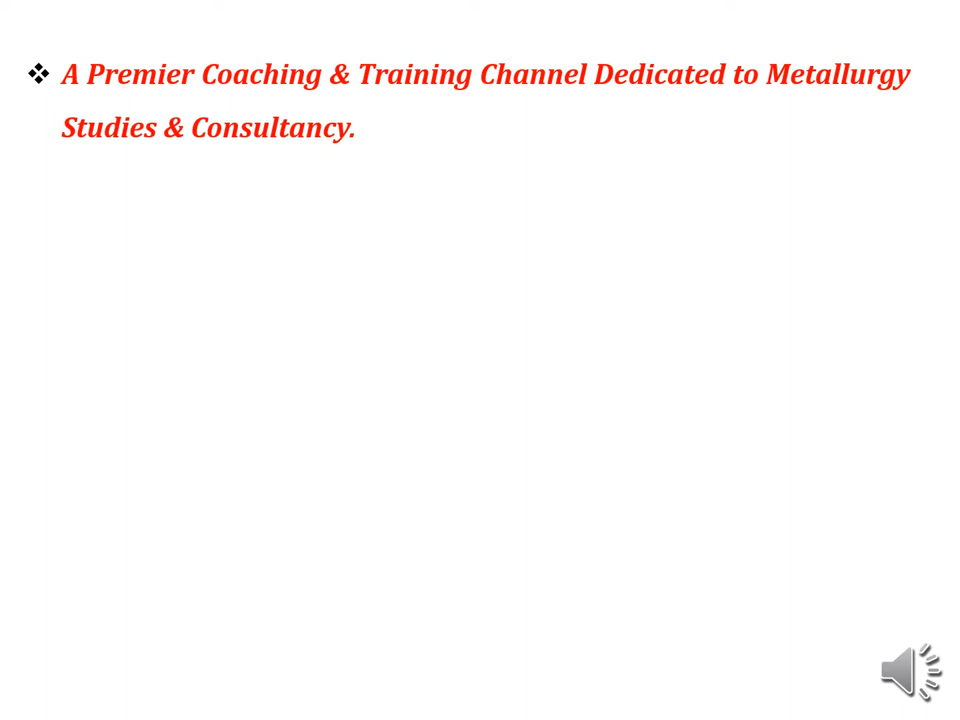 ❖ A Premier Coaching & Training Channel Dedicated to Metallurgy
Studies & Consultancy.